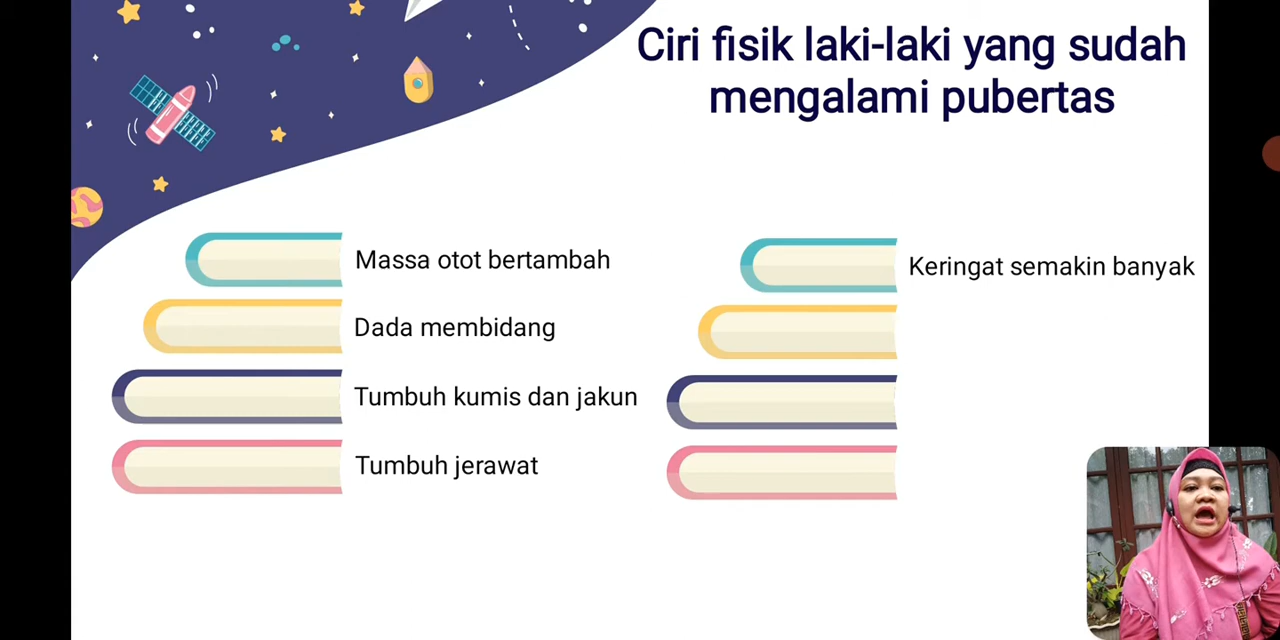 Ciri fisik laki-laki yang sudah
mengalami pubertas
Massa otot bertambah
Dada membidang
Tumbuh kumis dan jakun
Tumbuh jerawat
Keringat semakin banyak